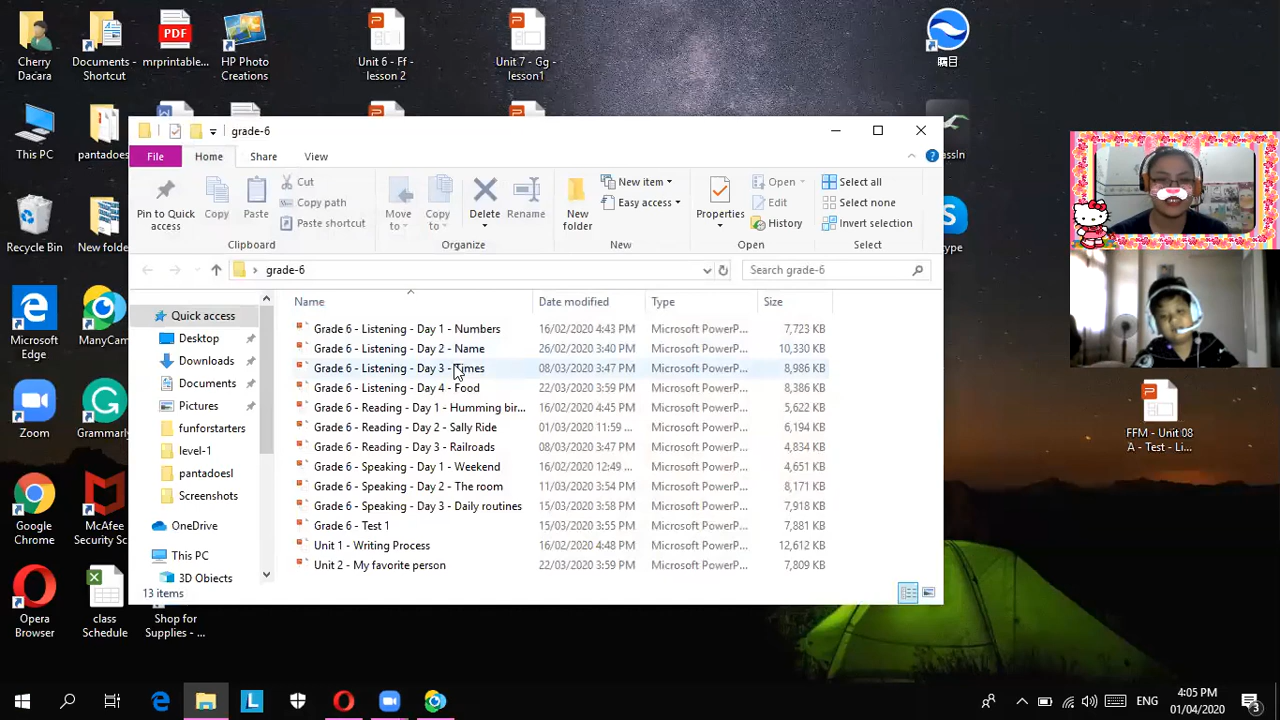 Cherry Dacara
Documents - Shortcut
mrprintable...
HP Photo Creations
Unit 6 - Ff - lesson 2
Unit 7 - Gg - lesson1
This PC
pantadoes
Recycle Bin
New folde
Microsoft Edge
ManyCam
Zoom
Grammarly
Google Chrome
McAfee Security Sc
Opera Browser
class Schedule
Shop for Supplies - ...
grade-6
File
Home
Share
View
Pin to Quick access
Copy
Paste
Cut
Copy path
Paste shortcut
Clipboard
Move to
Copy to
Delete
Rename
Organize
New folder
New item
Easy access
New
Properties
Open
Edit
History
Open
Select all
Select none
Invert selection
Select
grade-6
Search grade-6
Quick access
Desktop
Downloads
Documents
Pictures
funforstarters
level-1
pantadoesl
Screenshots
OneDrive
This PC
3D Objects
Name Date modified Type Size
Grade 6 - Listening - Day 1 - Numbers 16/02/2020 4:43 PM Microsoft PowerP... 7,723 KB
Grade 6 - Listening - Day 2 - Name 26/02/2020 3:40 PM Microsoft PowerP... 10,330 KB
Grade 6 - Listening - Day 3 - Times 08/03/2020 3:47 PM Microsoft PowerP... 8,986 KB
Grade 6 - Listening - Day 4 - Food 22/03/2020 3:59 PM Microsoft PowerP... 8,386 KB
Grade 6 - Reading - Day 1 - Humming bir... 16/02/2020 4:45 PM Microsoft PowerP... 5,622 KB
Grade 6 - Reading - Day 2 - Sally Ride 01/03/2020 11:59 ... Microsoft PowerP... 6,194 KB
Grade 6 - Reading - Day 3 - Railroads 08/03/2020 3:47 PM Microsoft PowerP... 4,834 KB
Grade 6 - Speaking - Day 1 - Weekend 16/02/2020 12:49 ... Microsoft PowerP... 4,651 KB
Grade 6 - Speaking - Day 2 - The room 11/03/2020 3:54 PM Microsoft PowerP... 8,171 KB
Grade 6 - Speaking - Day 3 - Daily routines 15/03/2020 3:58 PM Microsoft PowerP... 7,918 KB
Grade 6 - Test 1 15/03/2020 3:55 PM Microsoft PowerP... 7,881 KB
Unit 1 - Writing Process 16/02/2020 4:48 PM Microsoft PowerP... 12,612 KB
Unit 2 - My favorite person 22/03/2020 3:59 PM Microsoft PowerP... 7,809 KB
13 items
assIn
ype
FFM - Unit 08
A - Test - Li...
ENG
4:05 PM
01/04/2020
3